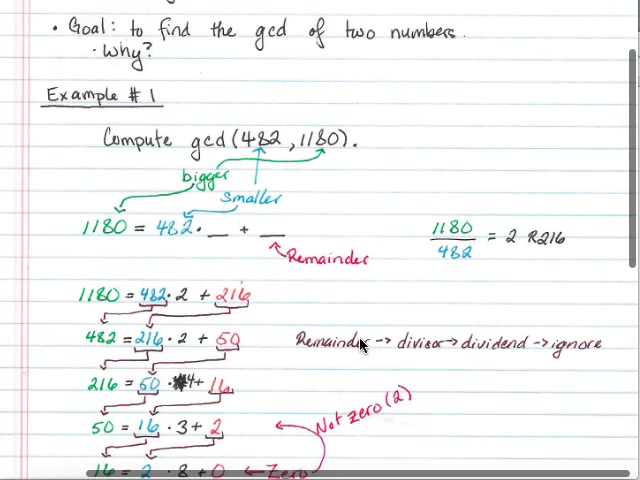 • Goal: to find the gcd of two numbers.
• Why?
Example #1
Compute gcd(482, 1180).
bigger
smaller
1180 = 482 · __ + __
Remainder
1180 / 482 = 2 R216
1180 = 482 · 2 + 216
482 = 216 · 2 + 50
Remainder -> divisor -> dividend -> ignore
216 = 50 · 4 + 16
50 = 16 · 3 + 2
Not zero (2)
16 = 2 · 8 + 0 ← Zero